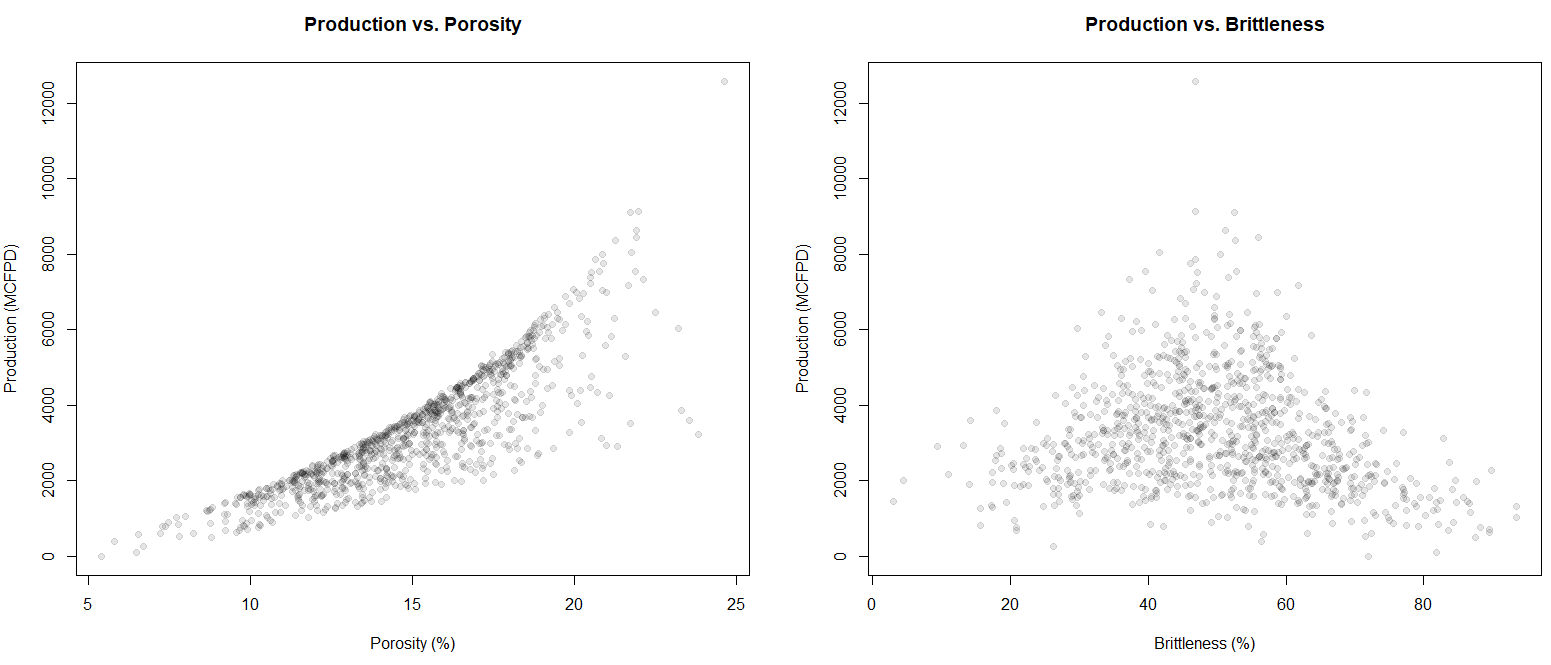 Production vs. Porosity
Production (MCFPD)
12000
10000
8000
6000
4000
2000
0
5 10 15 20 25
Porosity (%)
Production vs. Brittleness
Production (MCFPD)
12000
10000
8000
6000
4000
2000
0
0 20 40 60 80
Brittleness (%)